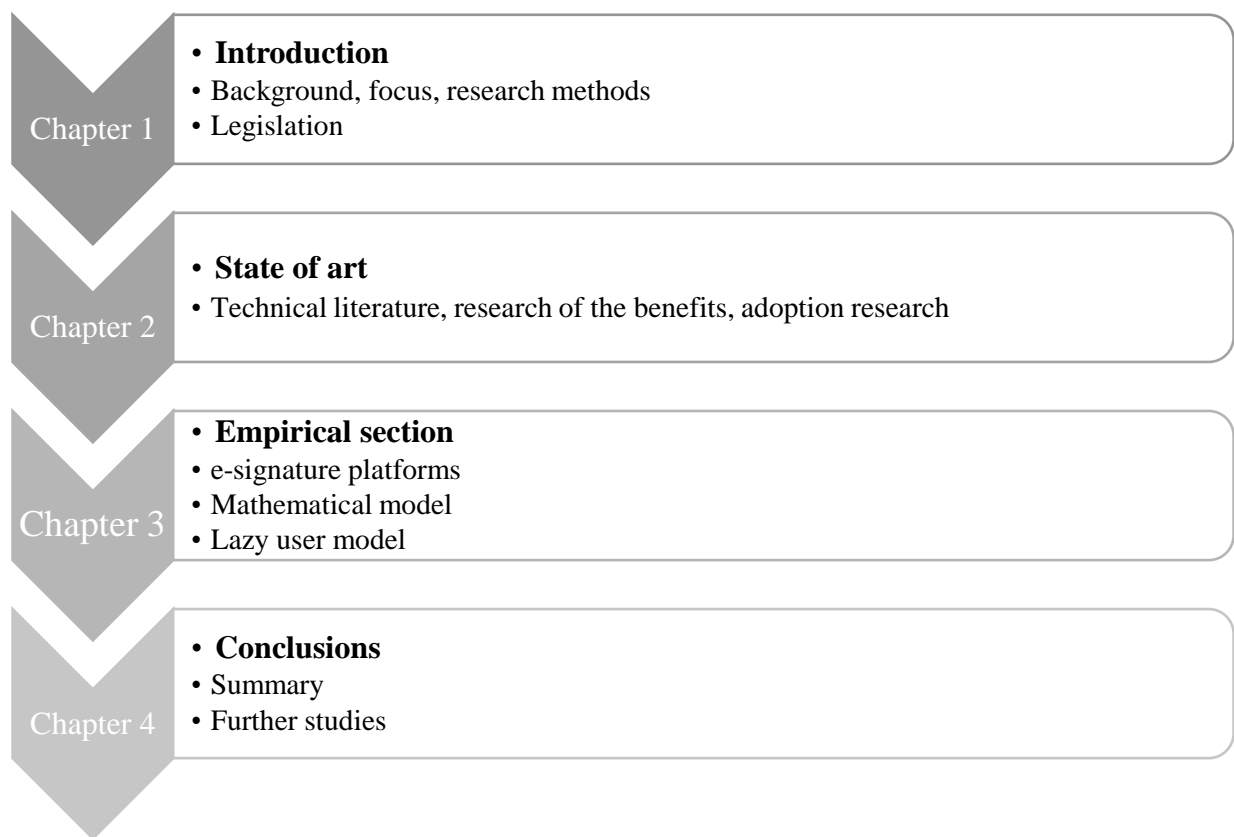 Chapter 1
• Introduction
• Background, focus, research methods
• Legislation
Chapter 2
• State of art
• Technical literature, research of the benefits, adoption research
Chapter 3
• Empirical section
• e-signature platforms
• Mathematical model
• Lazy user model
Chapter 4
• Conclusions
• Summary
• Further studies